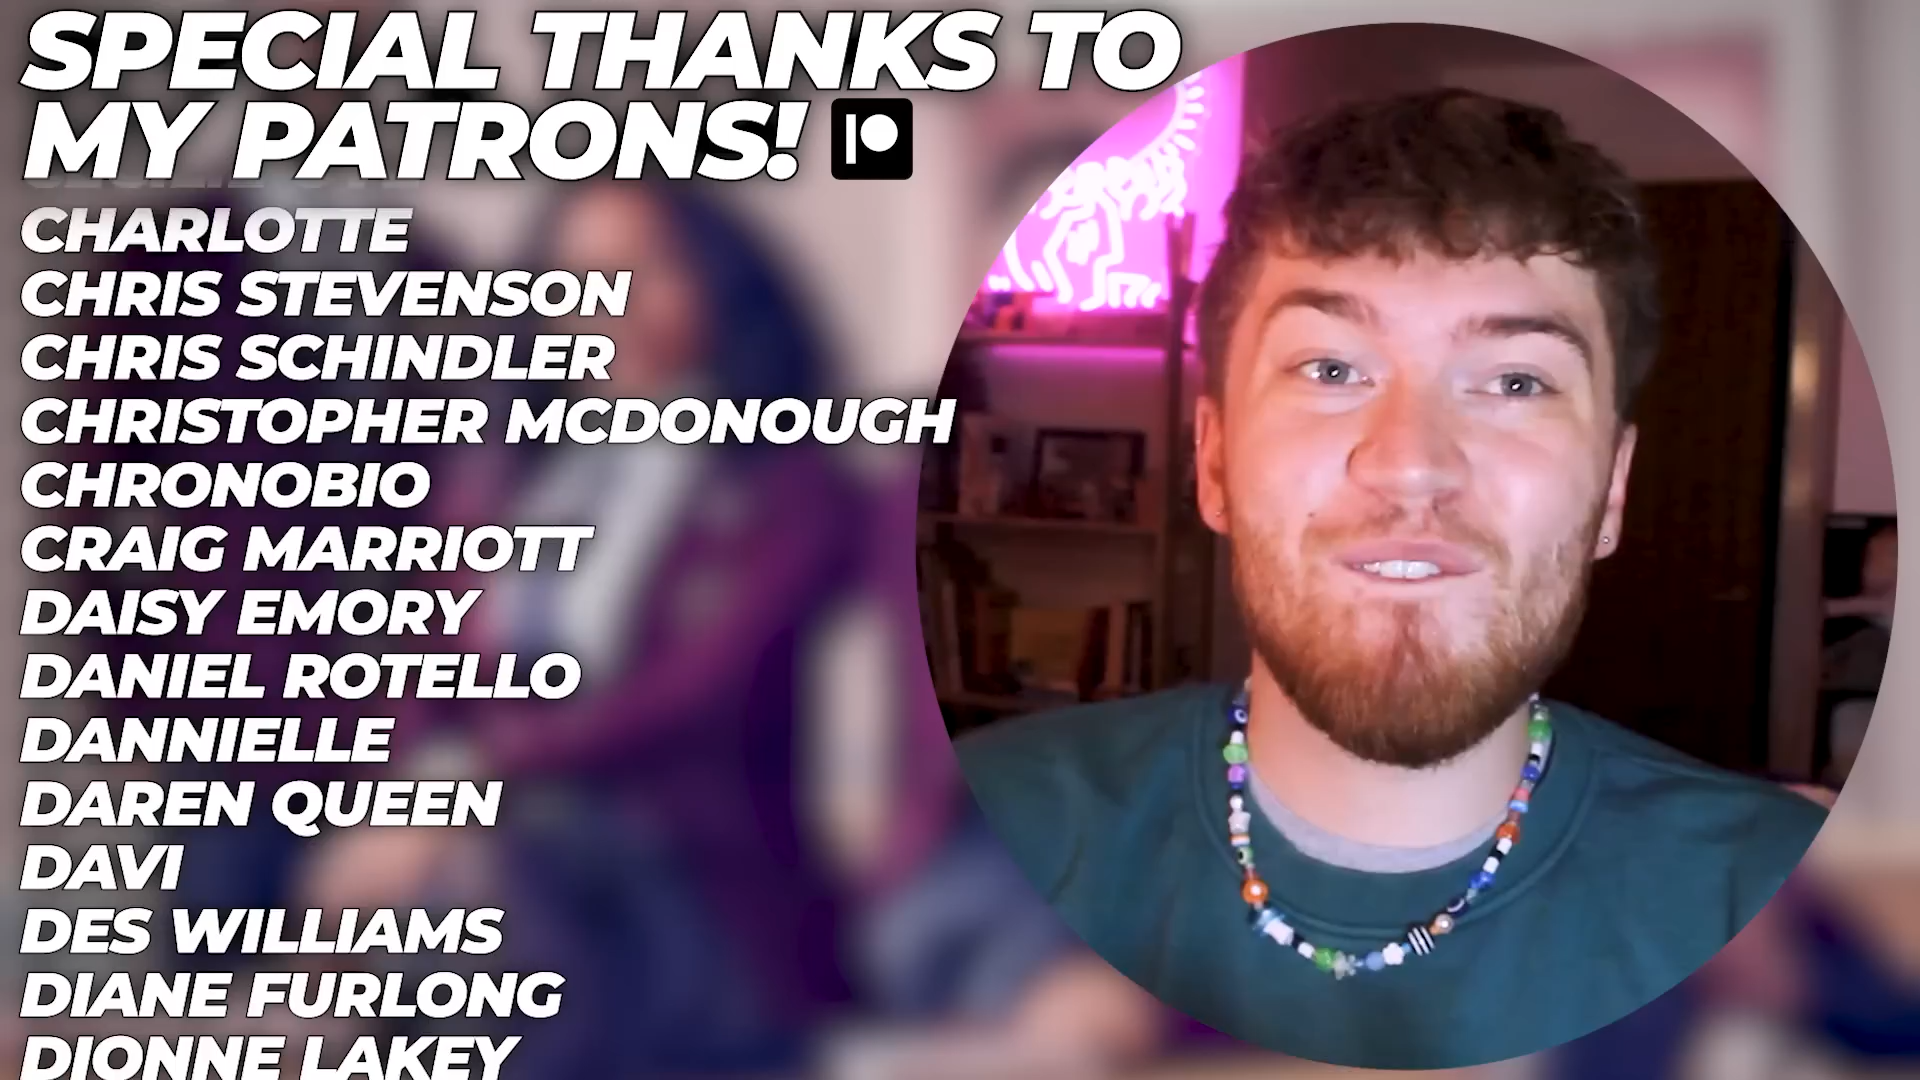 SPECIAL THANKS TO
MY PATRONS!
CHARLOTTE
CHRIS STEVENSON
CHRIS SCHINDLER
CHRISTOPHER MCDONOUGH
CHRONOBIO
CRAIG MARRIOTT
DAISY EMORY
DANIEL ROTELLO
DANNIELLE
DAREN QUEEN
DAVI
DES WILLIAMS
DIANE FURLONG
DIONNE LAKEY